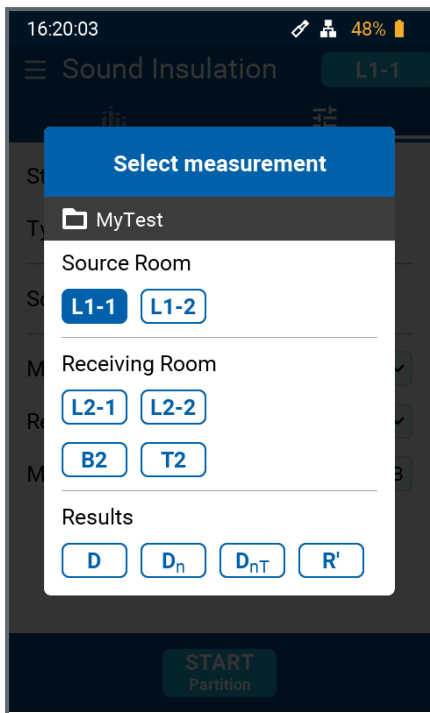 16:20:03 48%
Sound Insulation L1-1
Select measurement
MyTest
Source Room
L1-1 L1-2
Receiving Room
L2-1 L2-2
B2 T2
Results
D Dn DnT R'
START
Partition